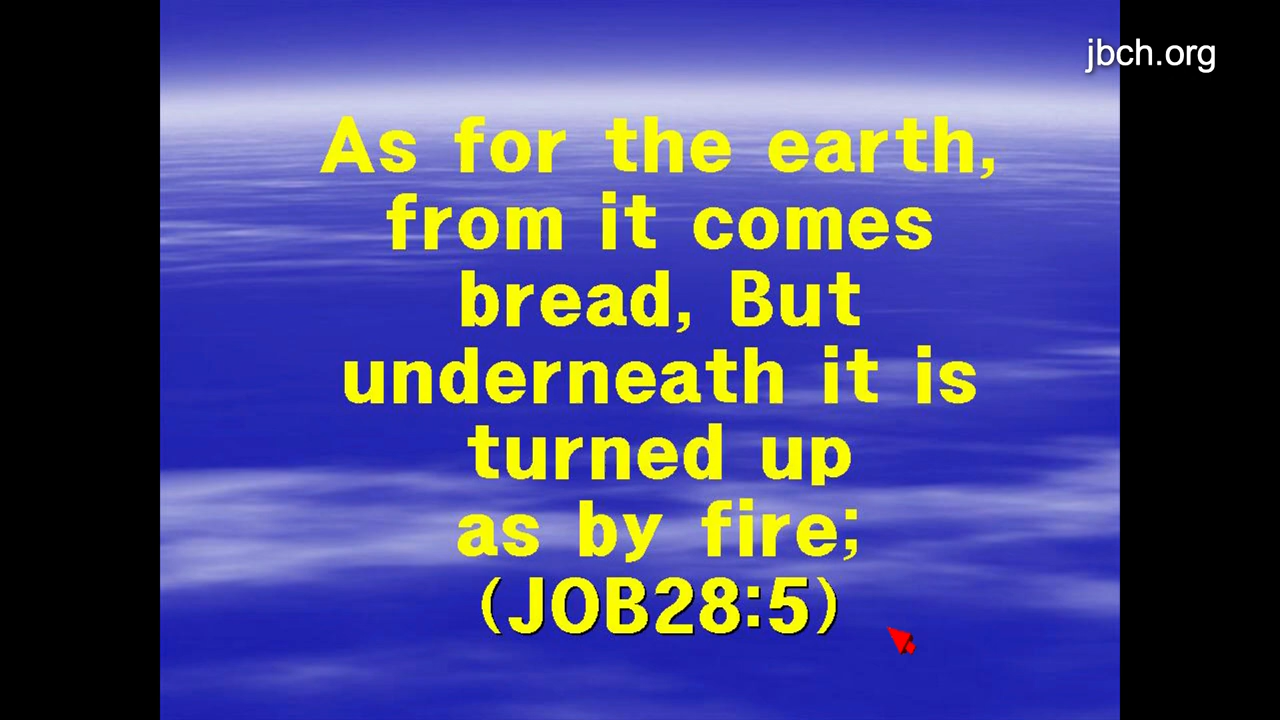 jbch.org
As for the earth,
from it comes
bread, But
underneath it is
turned up
as by fire;
(JOB28:5)